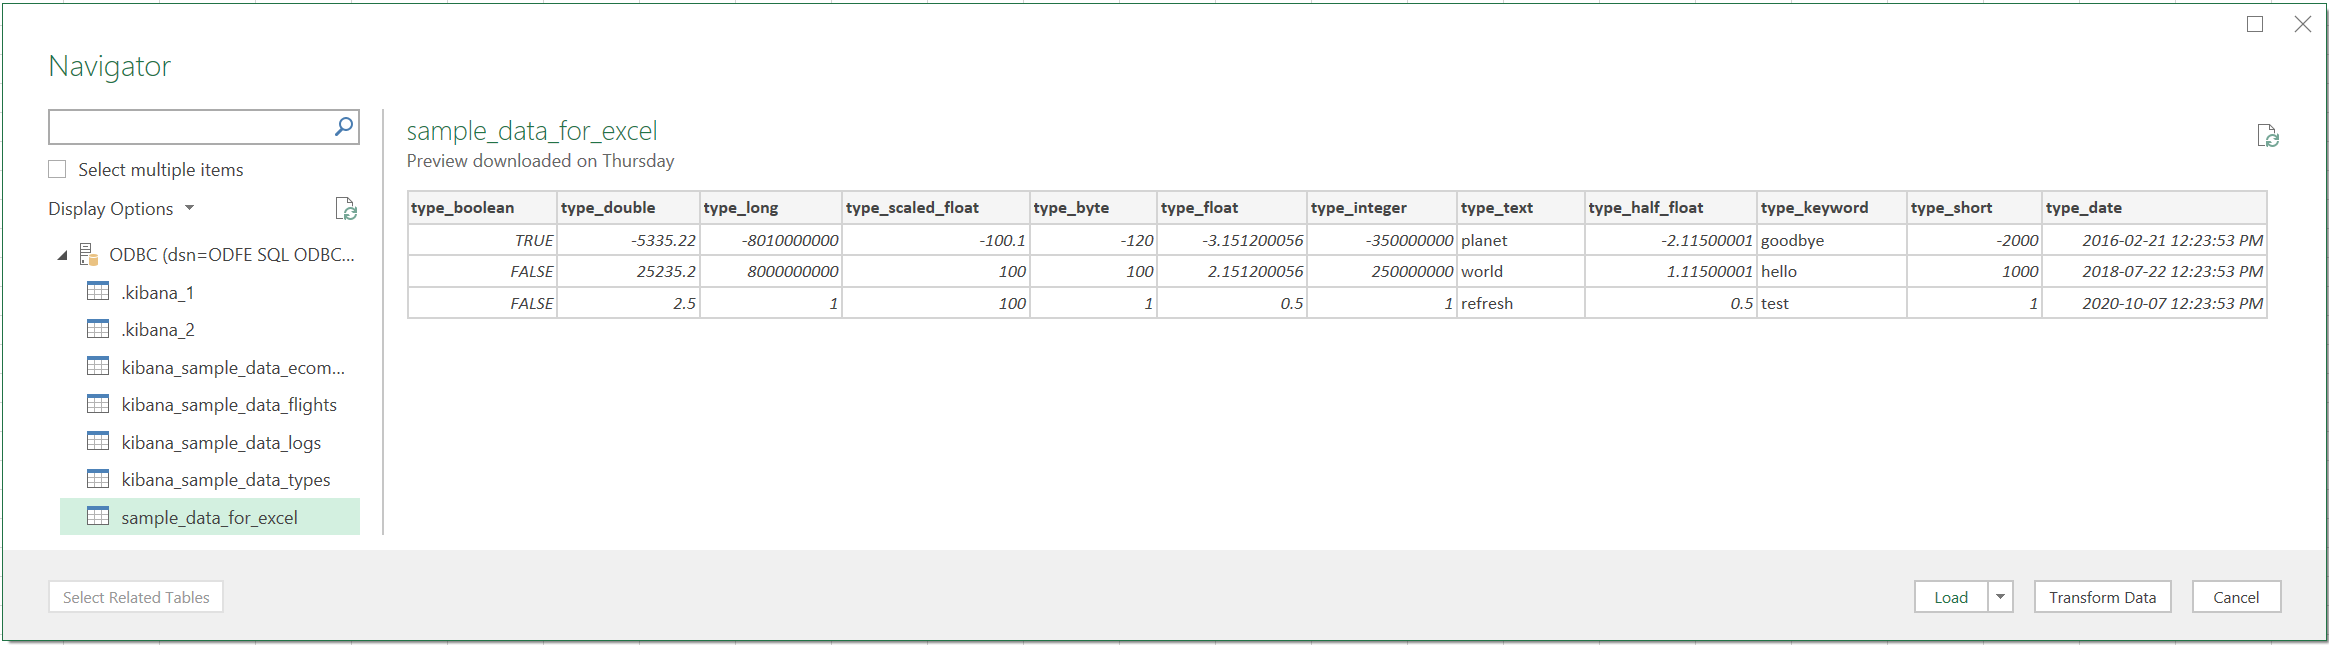 Navigator
Select multiple items
Display Options
ODBC (dsn=ODFE SQL ODBC...
.kibana_1
.kibana_2
kibana_sample_data_ecom...
kibana_sample_data_flights
kibana_sample_data_logs
kibana_sample_data_types
sample_data_for_excel
sample_data_for_excel
Preview downloaded on Thursday
type_boolean type_double type_long type_scaled_float type_byte type_float type_integer type_text type_half_float type_keyword type_short type_date
TRUE -5335.22 -8010000000 -100.1 -120 -3.151200056 -350000000 planet -2.11500001 goodbye -2000 2016-02-21 12:23:53 PM
FALSE 25235.2 8000000000 100 100 2.151200056 250000000 world 1.11500001 hello 1000 2018-07-22 12:23:53 PM
FALSE 2.5 1 100 1 0.5 1 refresh 0.5 test 1 2020-10-07 12:23:53 PM
Select Related Tables
Load
Transform Data
Cancel